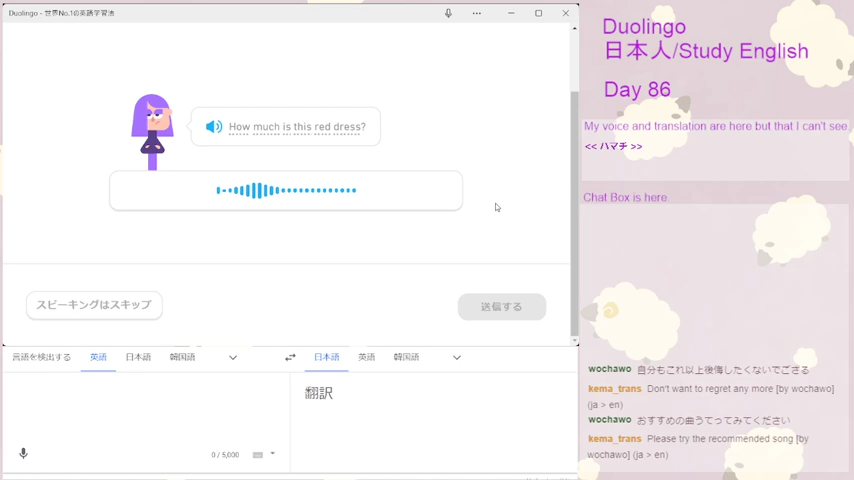 Duolingo - 世界No.1の英語学習法
How much is this red dress?
スピーキングはスキップ
送信する
言語を検出する 英語 日本語 韓国語
日本語 英語 韓国語
翻訳
0 / 5,000
Duolingo
日本人/Study English
Day 86
My voice and translation are here but that I can't see
<< ハマチ >>
Chat Box is here.
wochawo 自分もこれ以上後悔したくないでござる
kema_trans Don't want to regret any more [by wochawo]
(ja > en)
wochawo おすすめの曲うてってみてください
kema_trans Please try the recommended song [by
wochawo] (ja > en)